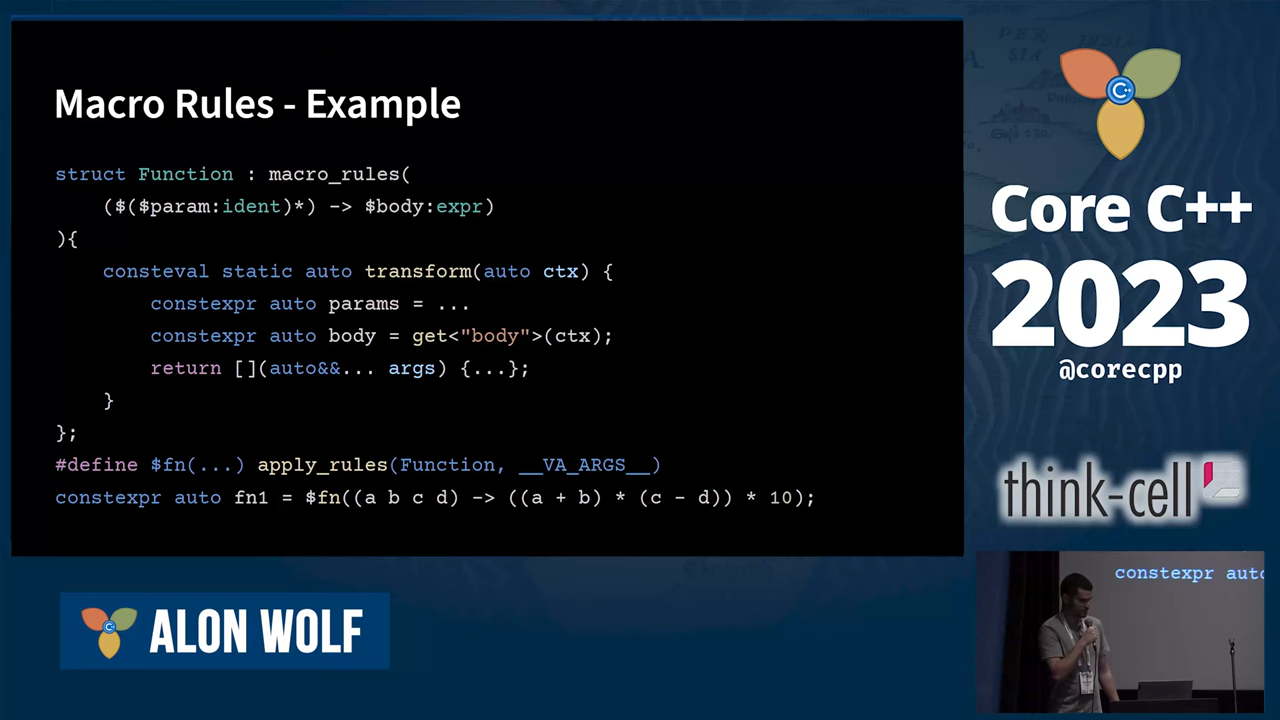 Macro Rules - Example
struct Function : macro_rules(
    ($($param:ident)*) -> $body:expr)
){
    consteval static auto transform(auto ctx) {
        constexpr auto params = ...
        constexpr auto body = get<"body">(ctx);
        return [](auto&&... args) {...};
    }
};
#define $fn(...) apply_rules(Function, __VA_ARGS__)
constexpr auto fn1 = $fn((a b c d) -> ((a + b) * (c - d)) * 10);
C++
Core C++
2023
@corecpp
think-cell
constexpr auto
C++
ALON WOLF
PERSIA
INDIA